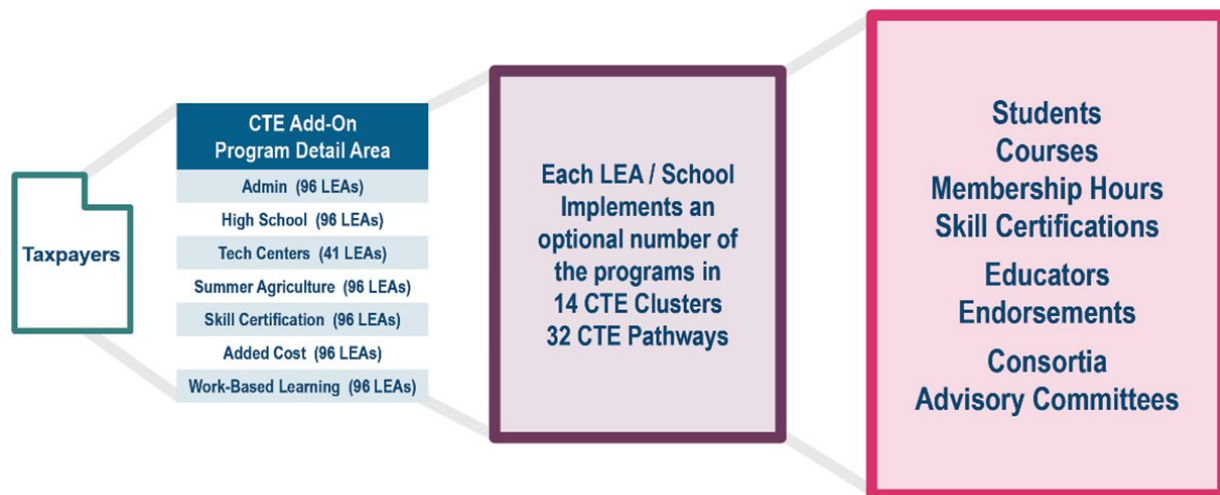 Taxpayers
CTE Add-On
Program Detail Area
Admin (96 LEAs)
High School (96 LEAs)
Tech Centers (41 LEAs)
Summer Agriculture (96 LEAs)
Skill Certification (96 LEAs)
Added Cost (96 LEAs)
Work-Based Learning (96 LEAs)
Each LEA / School
Implements an
optional number of
the programs in
14 CTE Clusters
32 CTE Pathways
Students
Courses
Membership Hours
Skill Certifications
Educators
Endorsements
Consortia
Advisory Committees